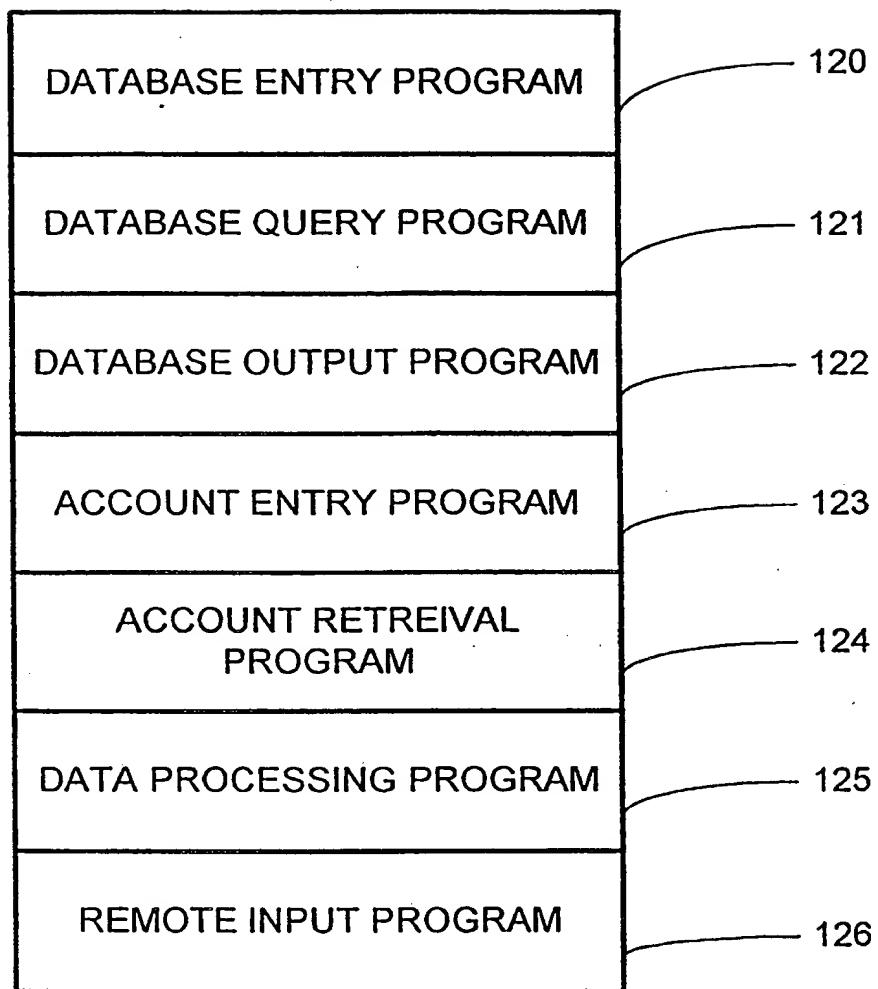 DATABASE ENTRY PROGRAM 120
DATABASE QUERY PROGRAM 121
DATABASE OUTPUT PROGRAM 122
ACCOUNT ENTRY PROGRAM 123
ACCOUNT RETREIVAL
PROGRAM 124
DATA PROCESSING PROGRAM 125
REMOTE INPUT PROGRAM 126